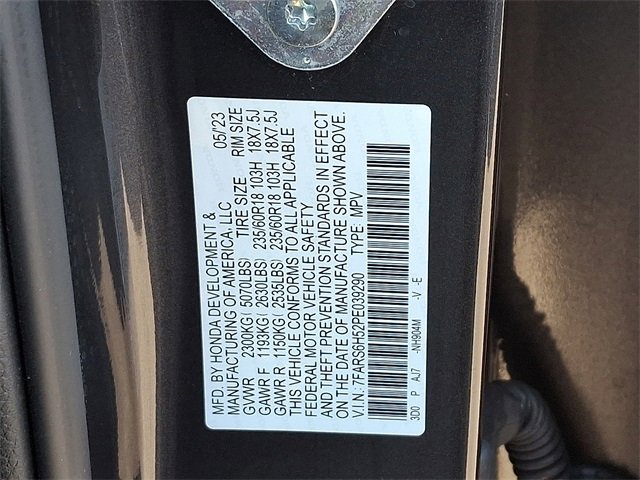 MFD. BY HONDA DEVELOPMENT &
MANUFACTURING OF AMERICA, LLC 05/'23
GVWR 2300KG( 5070LBS) TIRE SIZE RIM SIZE
GAWR F 1193KG( 2630LBS) 235/60R18 103H 18X7.5J
GAWR R 1150KG( 2535LBS) 235/60R18 103H 18X7.5J
THIS VEHICLE CONFORMS TO ALL APPLICABLE
FEDERAL MOTOR VEHICLE SAFETY
AND THEFT PREVENTION STANDARDS IN EFFECT
ON THE DATE OF MANUFACTURE SHOWN ABOVE.
V.I.N.: 7FARS6H52PE039290 TYPE: MPV
3D0 P AJ7 -NH904M -V -E